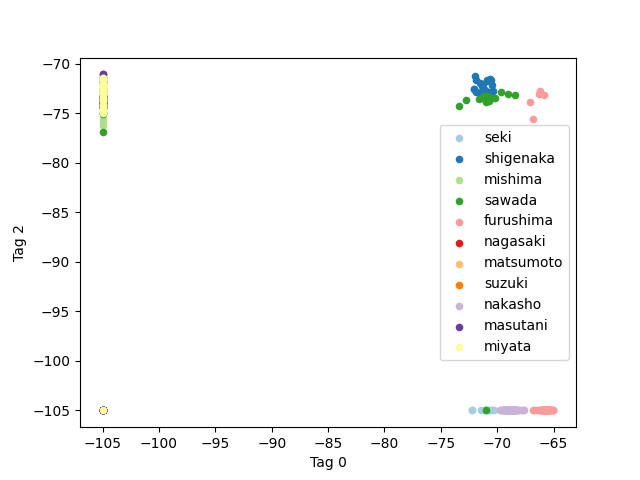 −70
−75
−80
−85
−90
−95
−100
−105
Tag 2
seki
shigenaka
mishima
sawada
furushima
nagasaki
matsumoto
suzuki
nakasho
masutani
miyata
−105 −100 −95 −90 −85 −80 −75 −70 −65
Tag 0